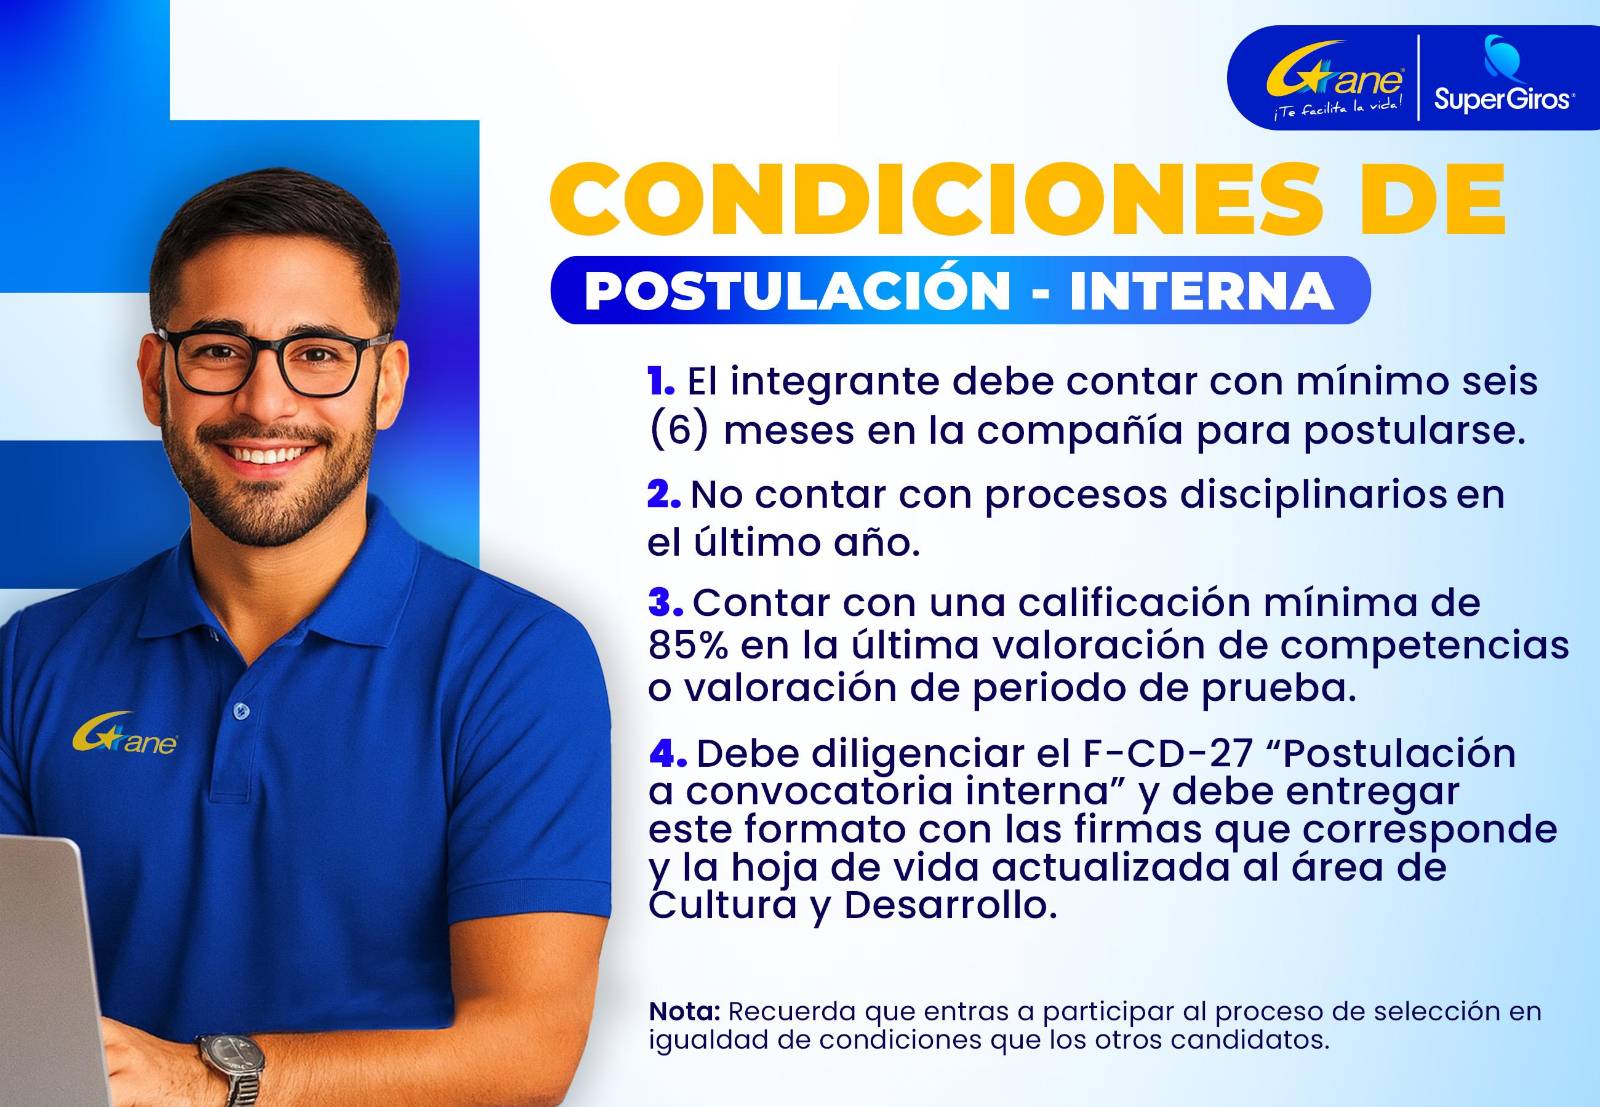 Gane
¡Te facilita la vida!
SuperGiros
CONDICIONES DE
POSTULACIÓN - INTERNA
1. El integrante debe contar con mínimo seis
(6) meses en la compañía para postularse.
2. No contar con procesos disciplinarios en
el último año.
3. Contar con una calificación mínima de
85% en la última valoración de competencias
o valoración de periodo de prueba.
4. Debe diligenciar el F-CD-27 “Postulación
a convocatoria interna” y debe entregar
este formato con las firmas que corresponde
y la hoja de vida actualizada al área de
Cultura y Desarrollo.
Gane
Nota: Recuerda que entras a participar al proceso de selección en
igualdad de condiciones que los otros candidatos.